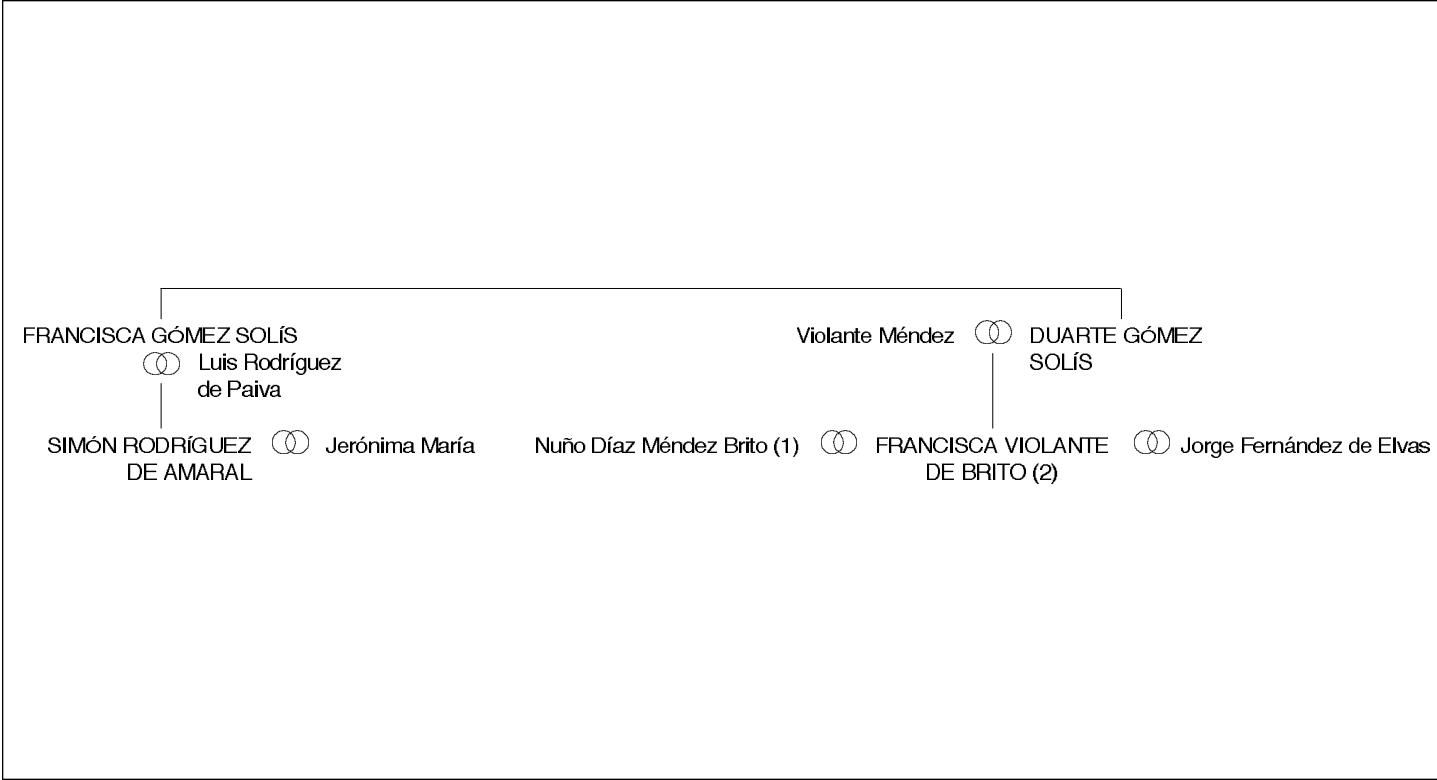 FRANCISCA GÓMEZ SOLÍS
Luis Rodríguez
de Paiva
Violante Méndez
DUARTE GÓMEZ
SOLÍS
SIMÓN RODRÍGUEZ
DE AMARAL
Jerónima María
Nuño Díaz Méndez Brito (1)
FRANCISCA VIOLANTE
DE BRITO (2)
Jorge Fernández de Elvas